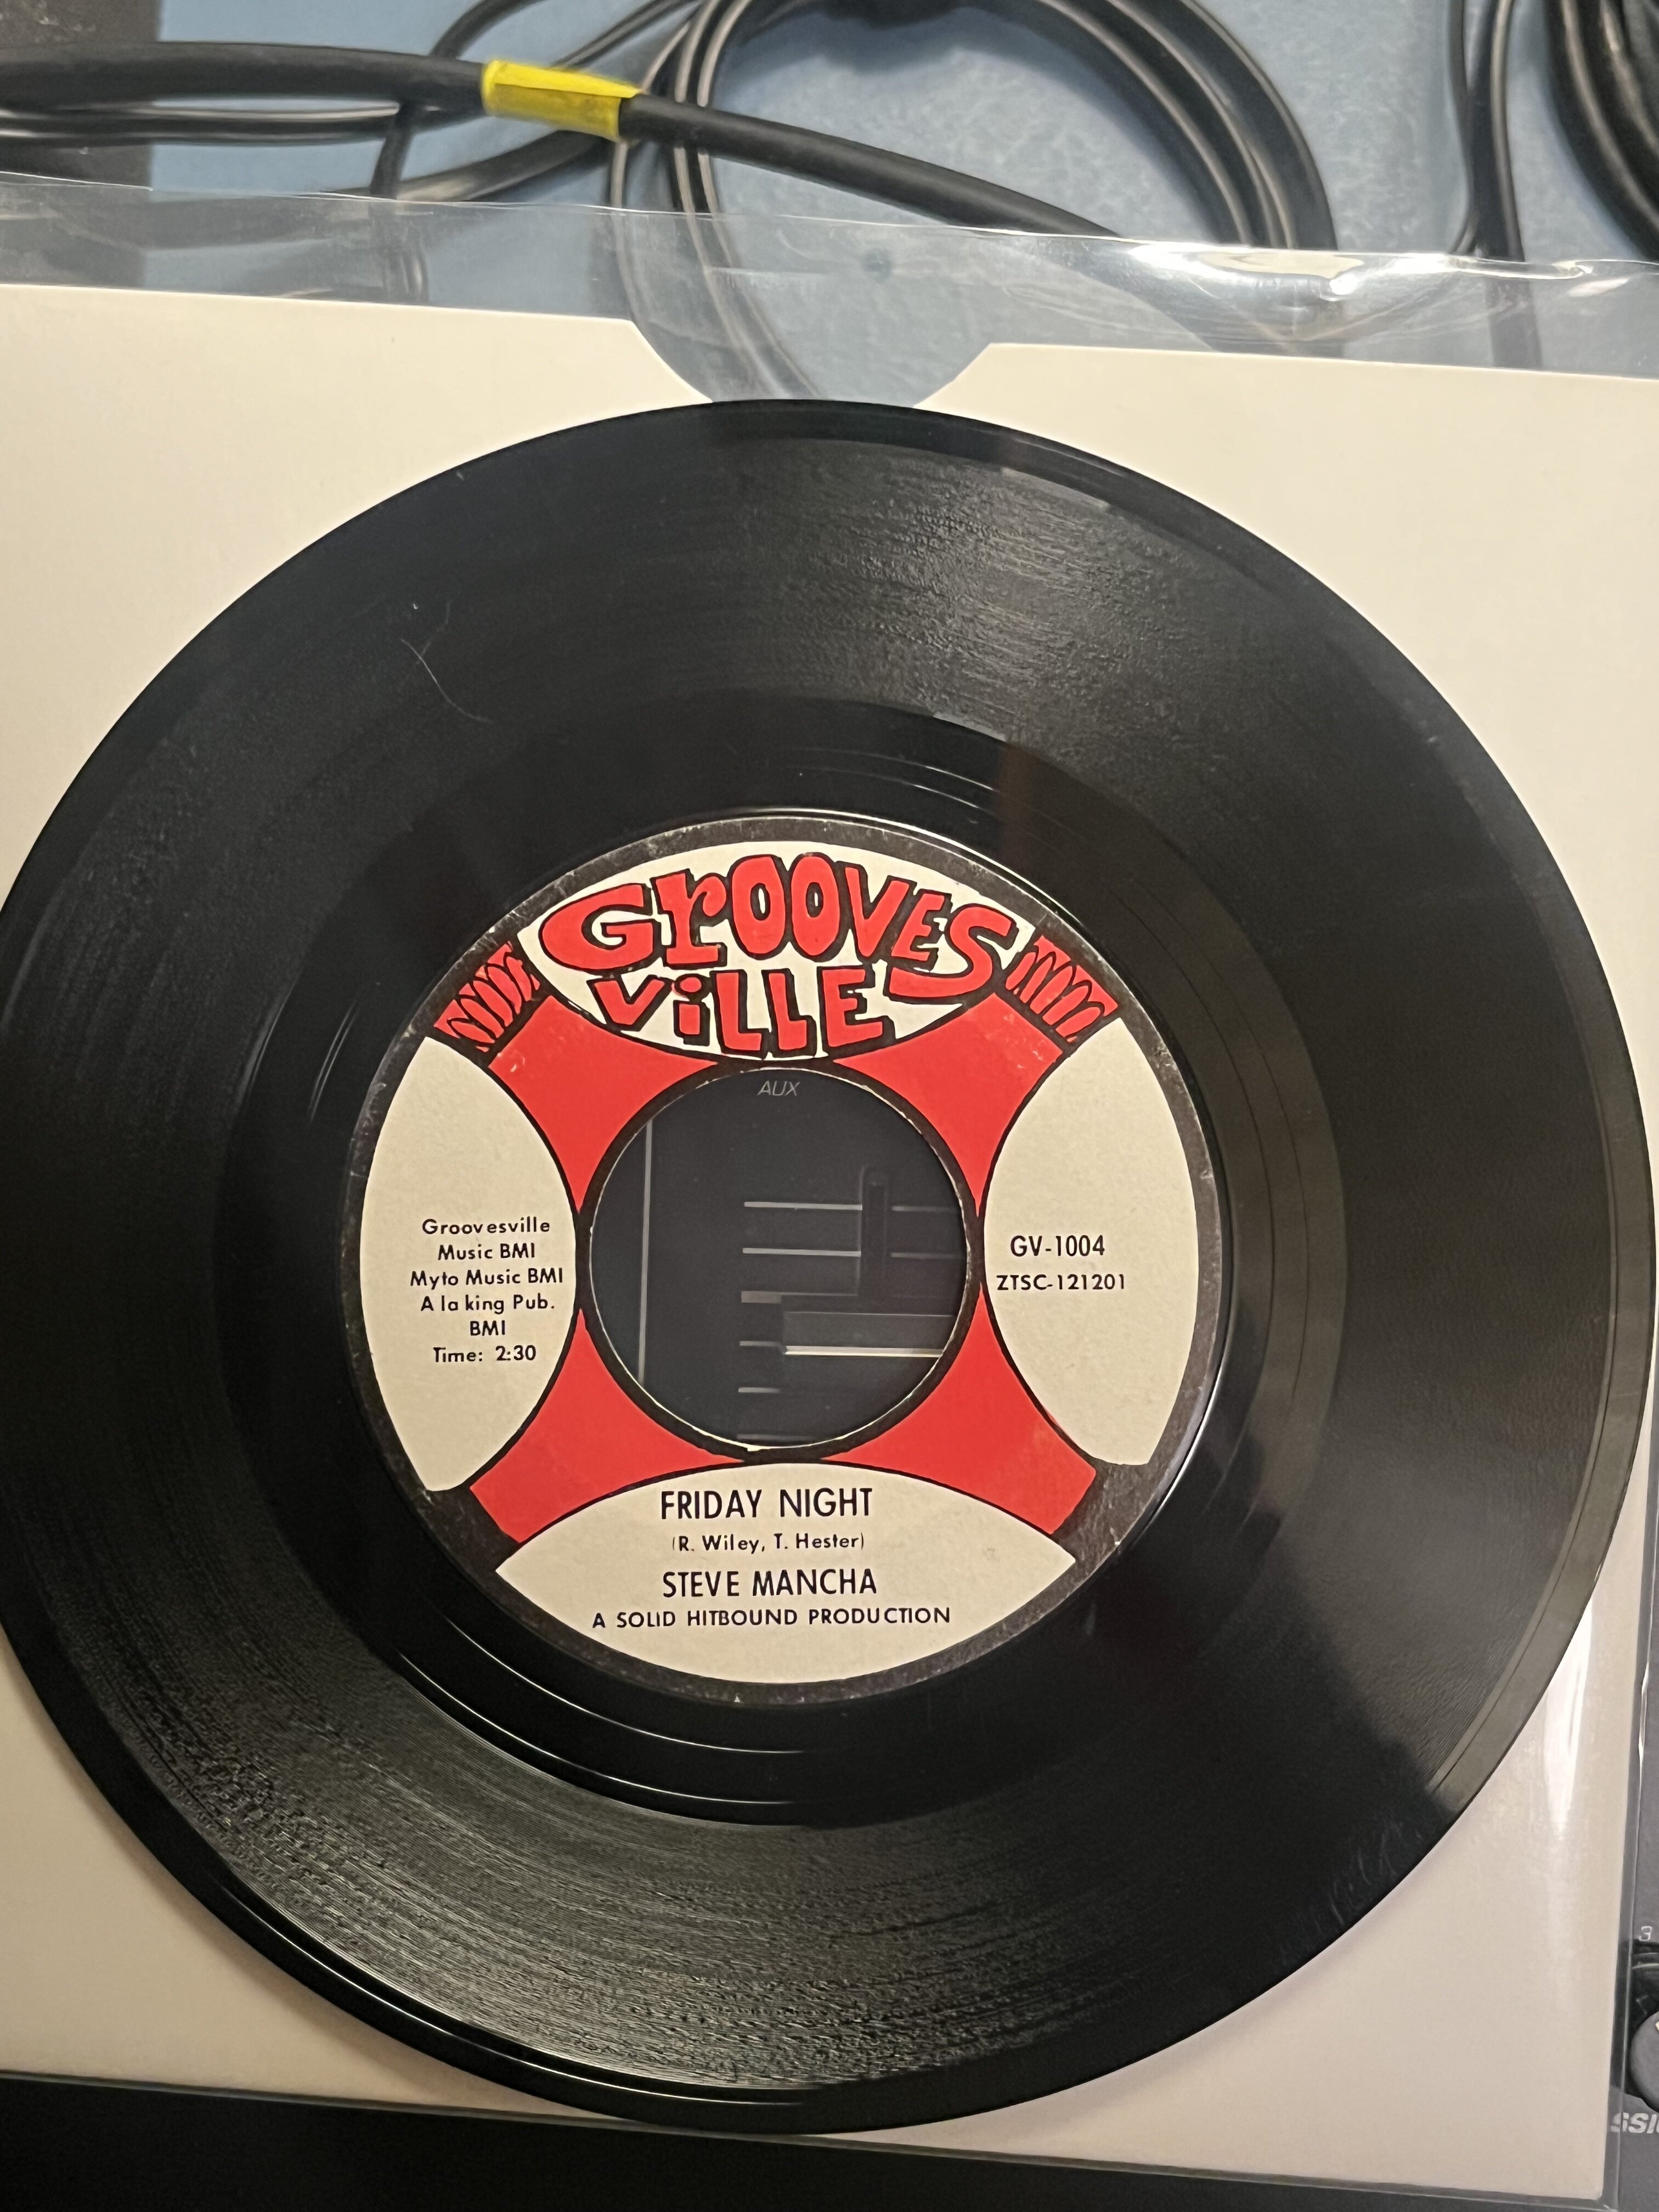 GrOOVES
ViLLE
AUX
Groovesville
Music BMI
Myto Music BMI
A la king Pub.
BMI
Time: 2:30
GV-1004
ZTSC-121201
FRIDAY NIGHT
(R. Wiley, T. Hester)
STEVE MANCHA
A SOLID HITBOUND PRODUCTION
3